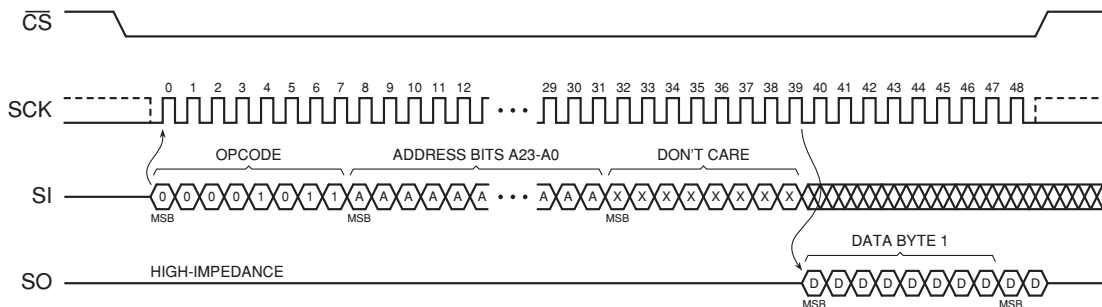 CS
SCK
0 1 2 3 4 5 6 7 8 9 10 11 12 29 30 31 32 33 34 35 36 37 38 39 40 41 42 43 44 45 46 47 48
OPCODE ADDRESS BITS A23-A0 DON'T CARE
SI 0 0 0 0 1 0 1 1 A A A A A A A A A X X X X X X X X
MSB MSB MSB
DATA BYTE 1
SO HIGH-IMPEDANCE D D D D D D D D D D
MSB MSB